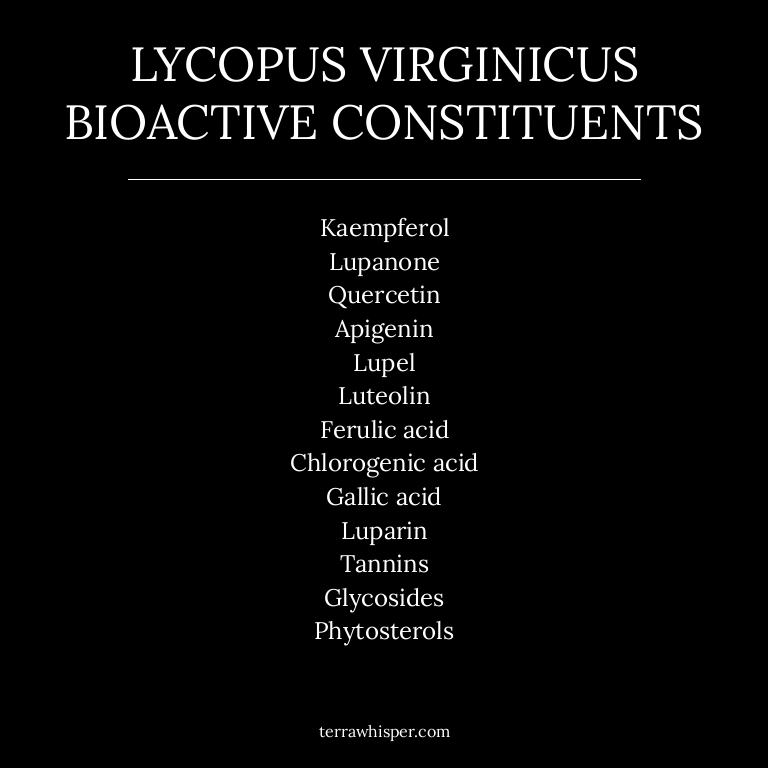 LYCOPUS VIRGINICUS
BIOACTIVE CONSTITUENTS
Kaempferol
Lupanone
Quercetin
Apigenin
Lupel
Luteolin
Ferulic acid
Chlorogenic acid
Gallic acid
Luparin
Tannins
Glycosides
Phytosterols
terrawhisper.com